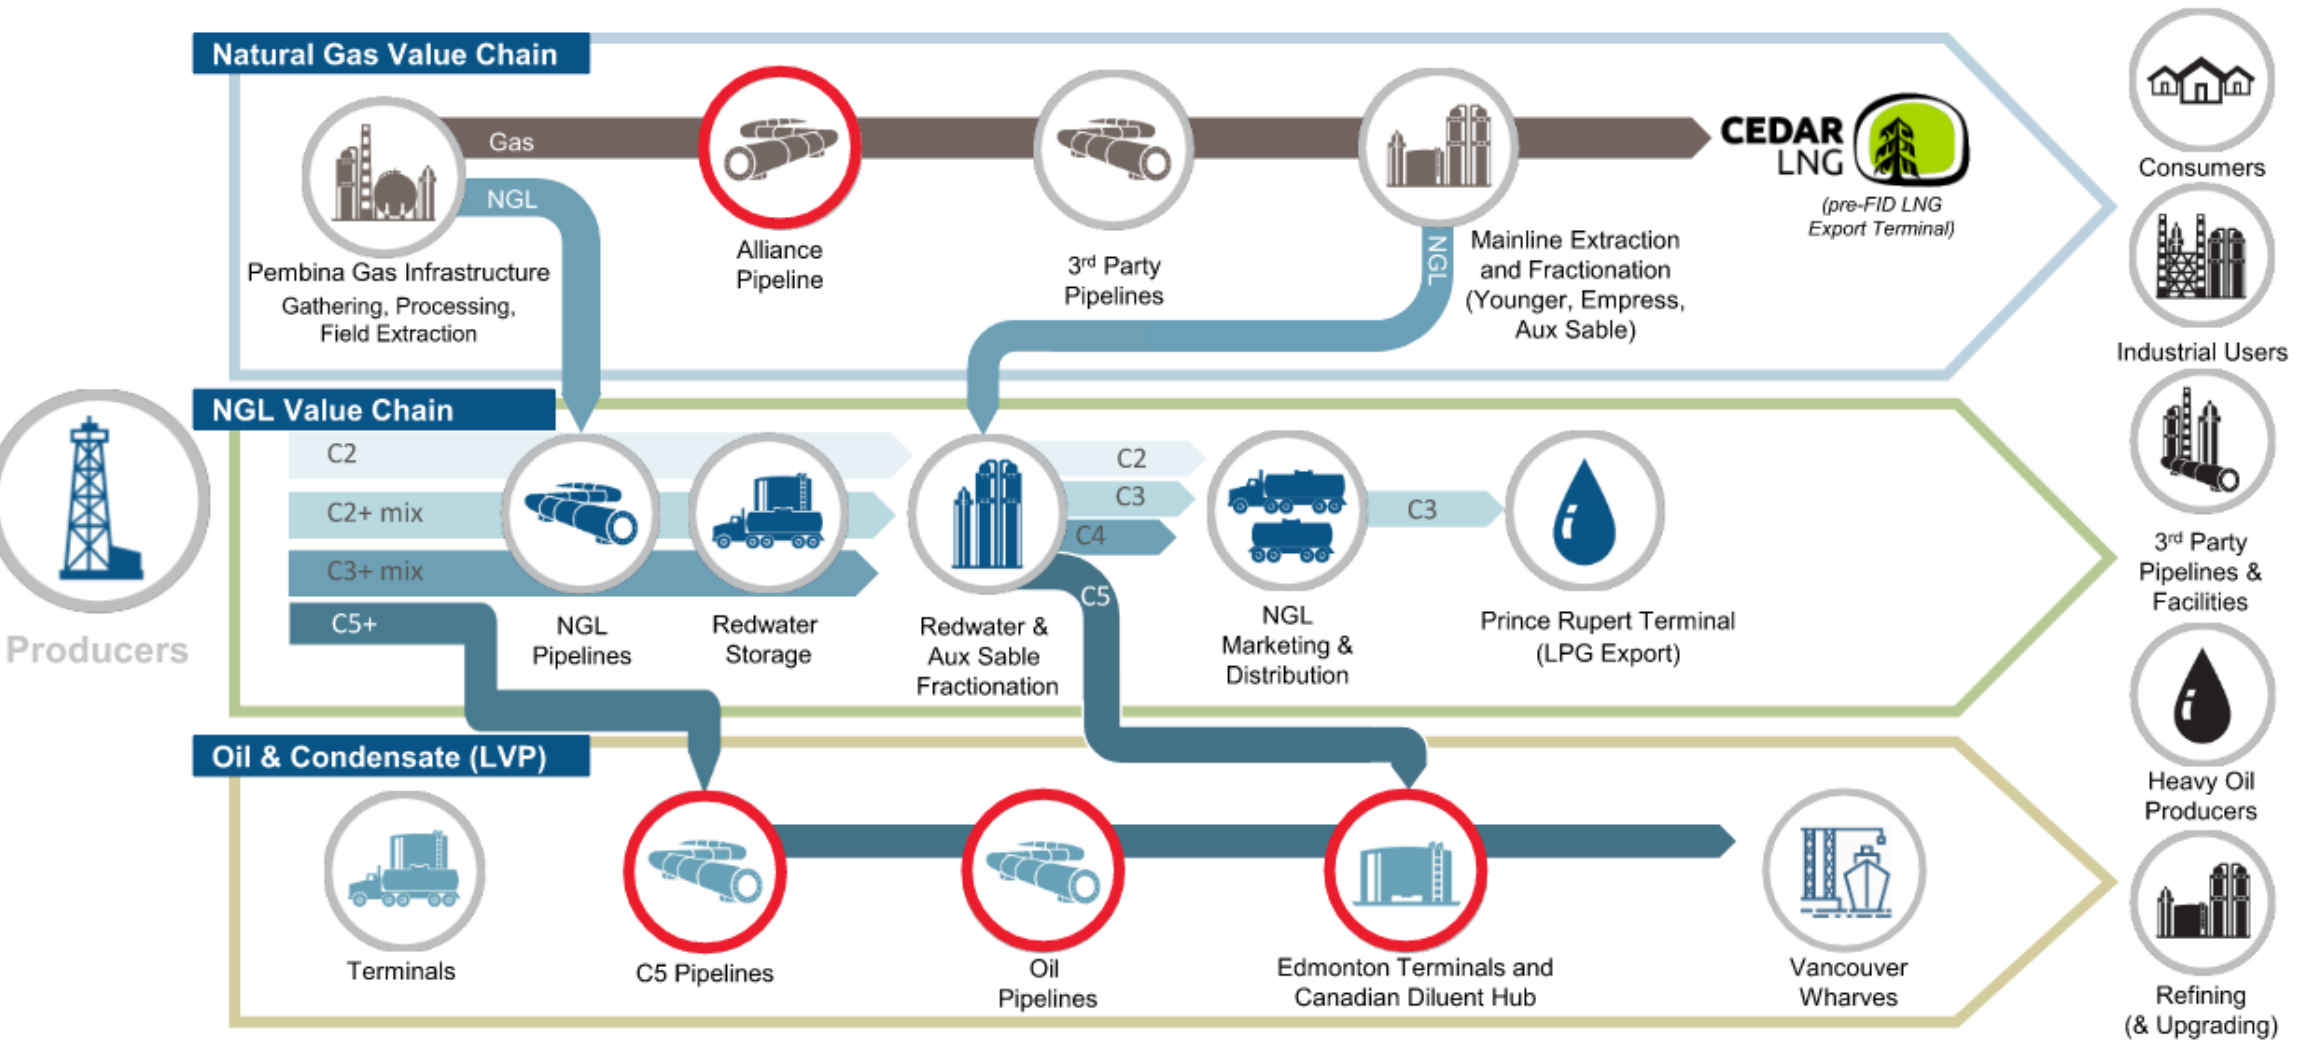 Natural Gas Value Chain
Gas
NGL
Pembina Gas Infrastructure
Gathering, Processing,
Field Extraction
Alliance
Pipeline
3rd Party
Pipelines
NGL
Mainline Extraction
and Fractionation
(Younger, Empress,
Aux Sable)
CEDAR
LNG
(pre-FID LNG
Export Terminal)
Producers
NGL Value Chain
C2
C2+ mix
C3+ mix
C5+
NGL
Pipelines
Redwater
Storage
Redwater &
Aux Sable
Fractionation
C2
C3
C4
C5
NGL
Marketing &
Distribution
C3
Prince Rupert Terminal
(LPG Export)
Oil & Condensate (LVP)
Terminals
C5 Pipelines
Oil
Pipelines
Edmonton Terminals and
Canadian Diluent Hub
Vancouver
Wharves
Consumers
Industrial Users
3rd Party
Pipelines &
Facilities
Heavy Oil
Producers
Refining
(& Upgrading)